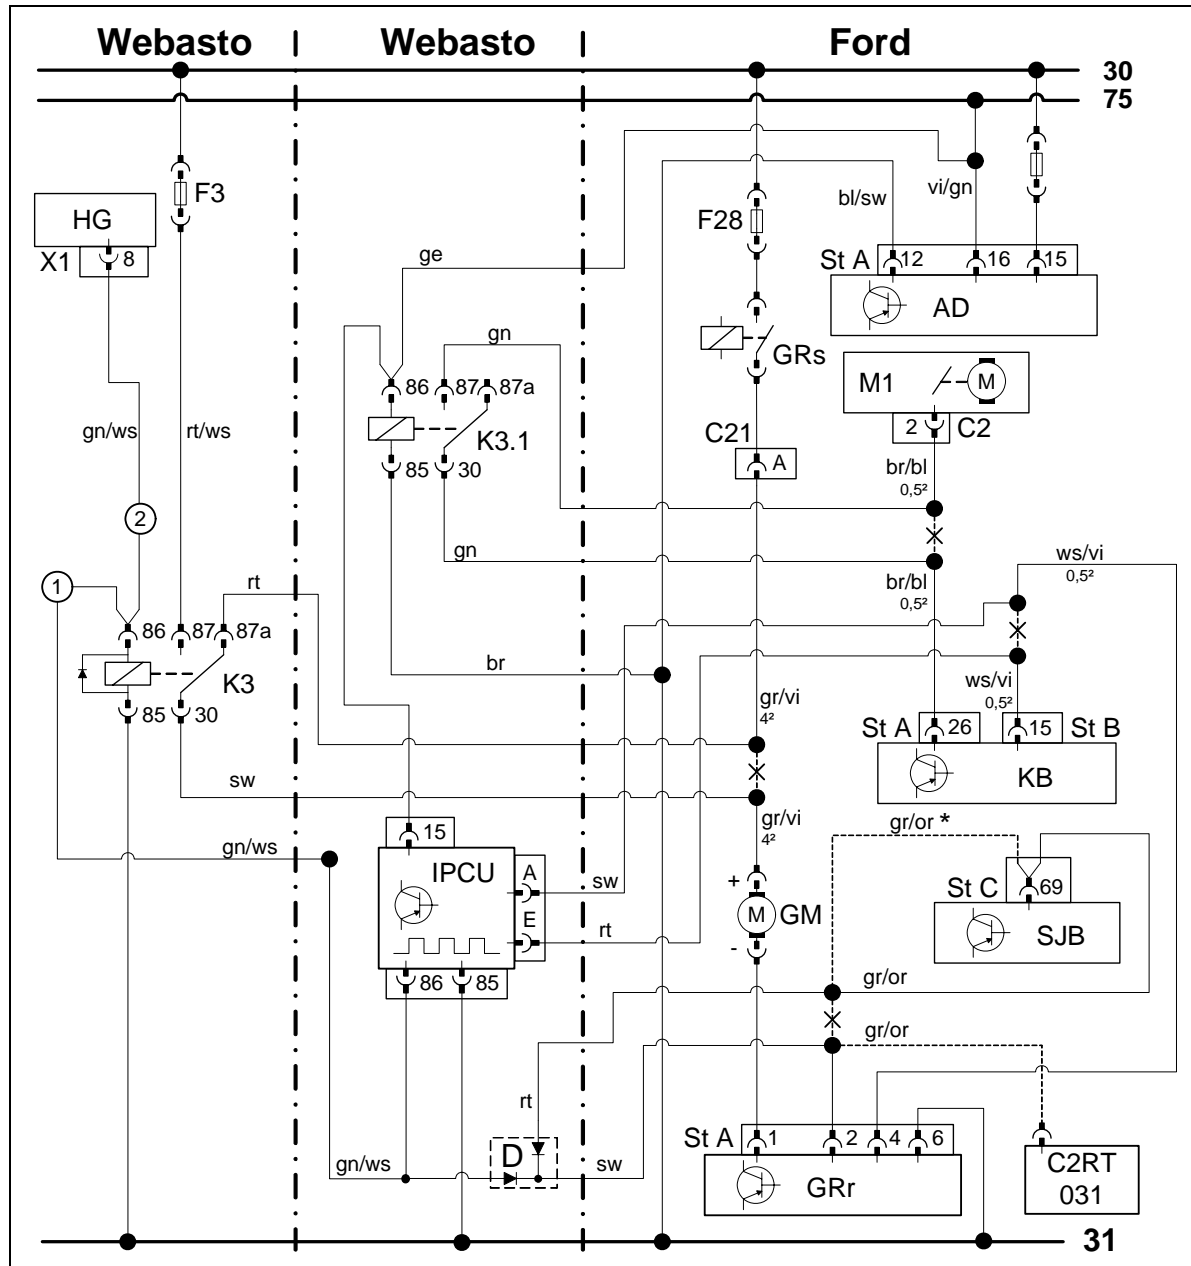 Webasto Webasto Ford
30
75
F3
HG
X1 8
vi/gn
bl/sw
F28
ge
St A 12 16 15
AD
gn
GRs
M1 M
86 87 87a
C21
2 C2
gn/ws rt/ws
K3.1
85 30
A
br/bl
0,5²
2
gn
ws/vi
0,5²
1
rt
br/bl
0,5²
86 87 87a
br
K3
ws/vi
0,5²
gr/vi
4²
85 30
St A 26 15 St B
KB
sw
gr/vi
4²
gr/or *
15
gn/ws
IPCU
A
sw
+
St C 69
E
M GM
SJB
rt
-
86 85
gr/or
gr/or
rt
St A 1 2 4 6
D
gn/ws
sw
GRr
C2RT
031
31